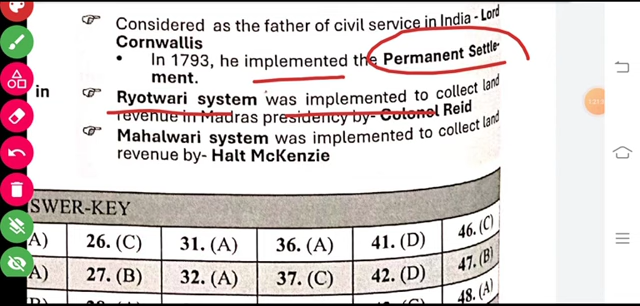 ☞ Considered as the father of civil service in India - Lord
Cornwallis
• In 1793, he implemented the Permanent Settle-
ment.
in
☞ Ryotwari system was implemented to collect land
revenue in Madras presidency by- Colonel Reid
☞ Mahalwari system was implemented to collect land
revenue by- Halt McKenzie
SWER-KEY
A) 26. (C) 31. (A) 36. (A) 41. (D) 46. (C)
A) 27. (B) 32. (A) 37. (C) 42. (D) 47. (B)
48. (A)